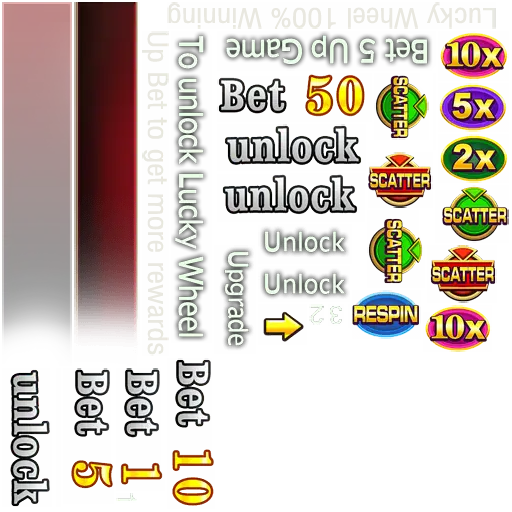 Lucky Wheel 100% Winning
Bet 5 Up Game
10x
To unlock Lucky Wheel
Up Bet to get more rewards
Bet 50
SCATTER
5x
unlock
2x
unlock
SCATTER
SCATTER
Unlock
SCATTER
Upgrade
Unlock
SCATTER
3 2
RESPIN
10x
unlock
Bet 5
Bet 1
Bet 10